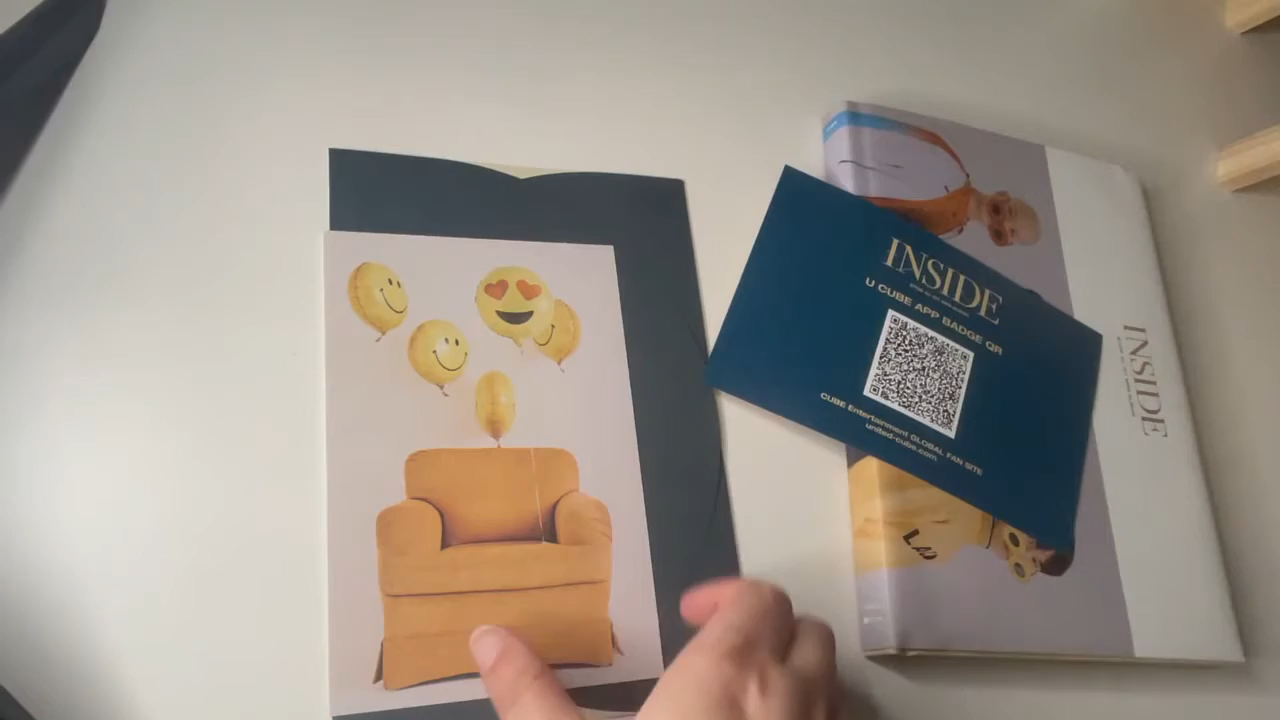 INSIDE
U CUBE APP BADGE QR
CUBE Entertainment GLOBAL FAN SITE
united-cube.com
INSIDE